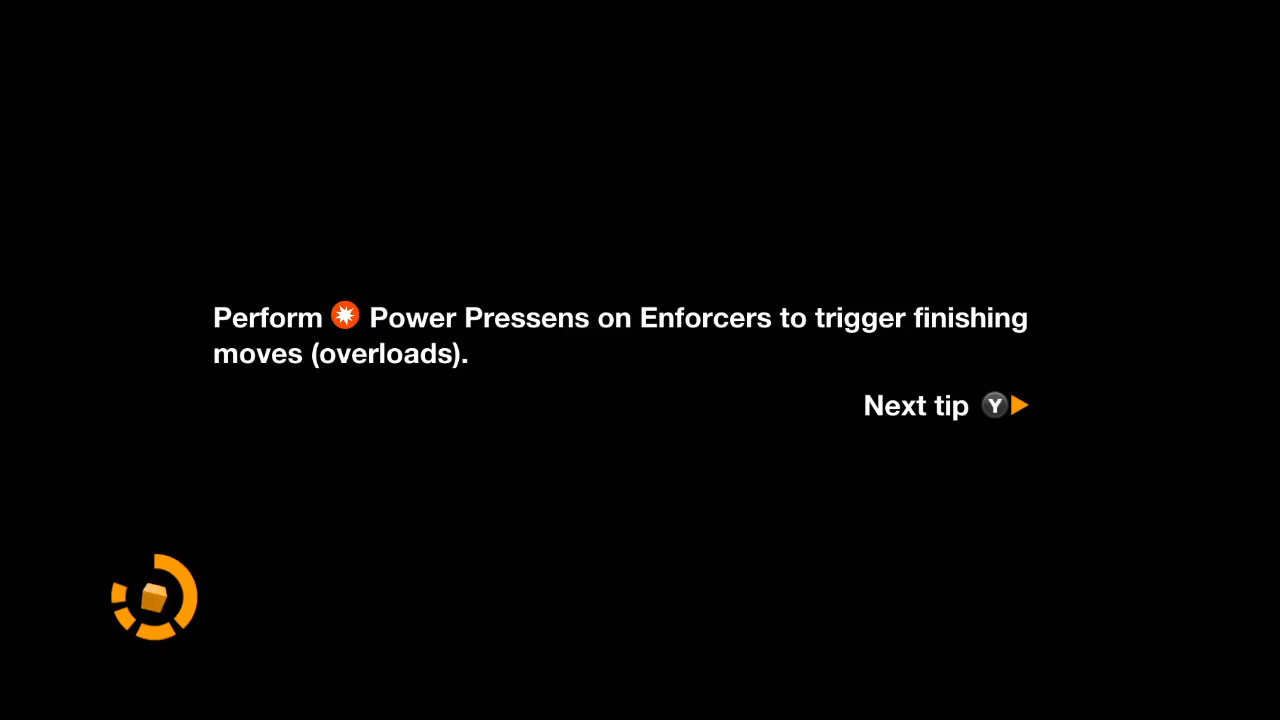 Perform Power Pressens on Enforcers to trigger finishing
moves (overloads).
Next tip Y